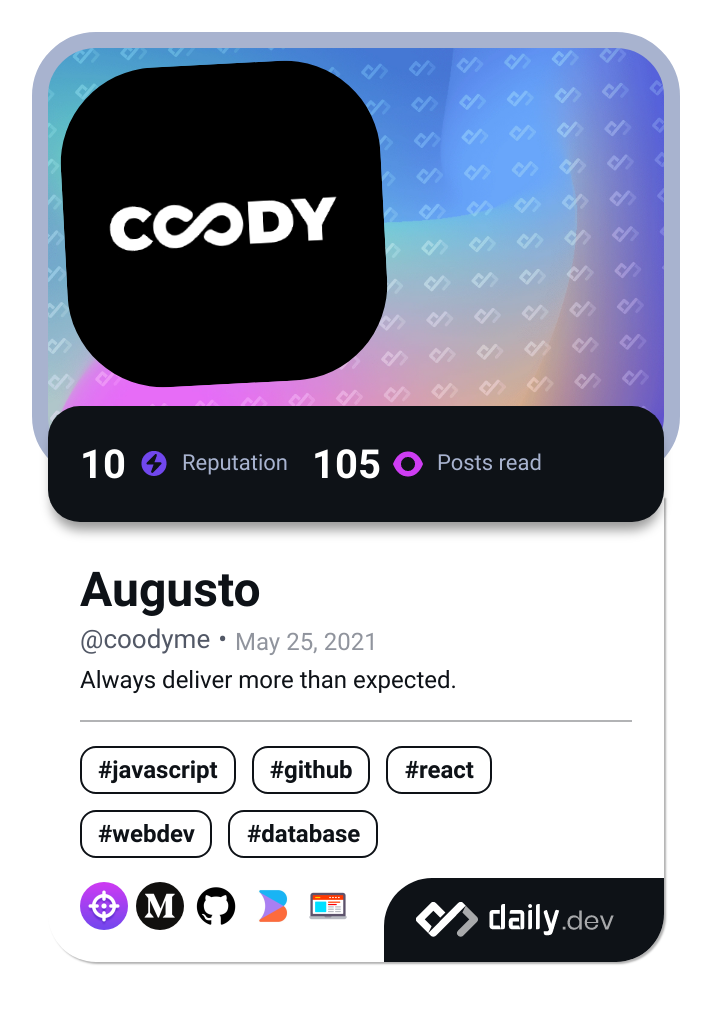 COODY
10 Reputation 105 Posts read
Augusto
@coodyme • May 25, 2021
Always deliver more than expected.
#javascript #github #react
#webdev #database
M
daily.dev